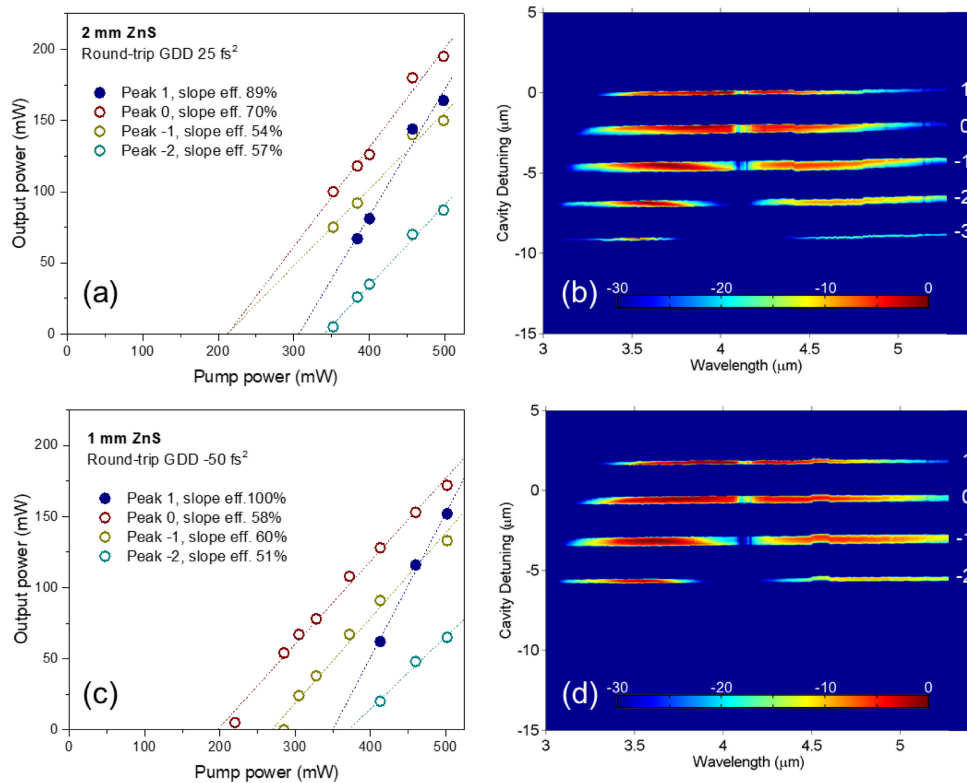 2 mm ZnS
Round-trip GDD 25 fs²
Peak 1, slope eff. 89%
Peak 0, slope eff. 70%
Peak -1, slope eff. 54%
Peak -2, slope eff. 57%
200
150
100
50
0
Output power (mW)
(a)
0 100 200 300 400 500
Pump power (mW)
5
0
-5
-10
-15
Cavity Detuning (μm)
1
0
-1
-2
-3
(b)
-30 -20 -10 0
3 3.5 4 4.5 5
Wavelength (μm)
1 mm ZnS
Round-trip GDD -50 fs²
Peak 1, slope eff.100%
Peak 0, slope eff. 58%
Peak -1, slope eff. 60%
Peak -2, slope eff. 51%
200
150
100
50
0
Output power (mW)
(c)
0 100 200 300 400 500
Pump power (mW)
5
0
-5
-10
-15
Cavity Detuning (μm)
1
0
-1
-2
(d)
-30 -20 -10 0
3 3.5 4 4.5 5
Wavelength (μm)